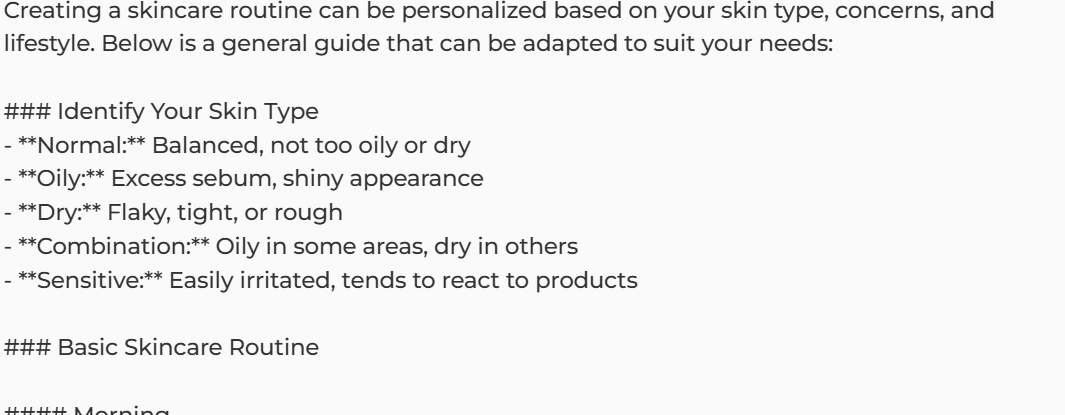 Creating a skincare routine can be personalized based on your skin type, concerns, and
lifestyle. Below is a general guide that can be adapted to suit your needs:
### Identify Your Skin Type
- **Normal:** Balanced, not too oily or dry
- **Oily:** Excess sebum, shiny appearance
- **Dry:** Flaky, tight, or rough
- **Combination:** Oily in some areas, dry in others
- **Sensitive:** Easily irritated, tends to react to products
### Basic Skincare Routine
#### Morning